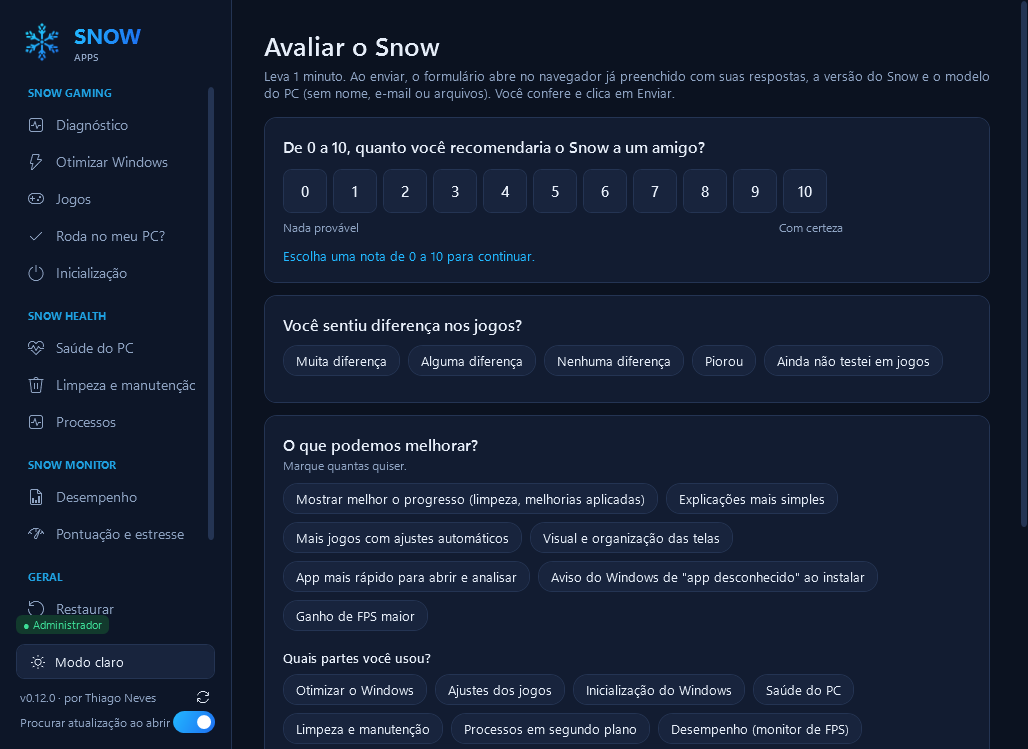 SNOW
APPS
SNOW GAMING
Diagnóstico
Otimizar Windows
Jogos
Roda no meu PC?
Inicialização
SNOW HEALTH
Saúde do PC
Limpeza e manutençãc
Processos
SNOW MONITOR
Desempenho
Pontuação e estresse
GERAL
Restaurar
Administrador
Modo claro
v0.12.0 · por Thiago Neves
Procurar atualização ao abrir
Avaliar o Snow
Leva 1 minuto. Ao enviar, o formulário abre no navegador já preenchido com suas respostas, a versão do Snow e o modelo
do PC (sem nome, e-mail ou arquivos). Você confere e clica em Enviar.
De 0 a 10, quanto você recomendaria o Snow a um amigo?
0 1 2 3 4 5 6 7 8 9 10
Nada provável Com certeza
Escolha uma nota de 0 a 10 para continuar.
Você sentiu diferença nos jogos?
Muita diferença Alguma diferença Nenhuma diferença Piorou Ainda não testei em jogos
O que podemos melhorar?
Marque quantas quiser.
Mostrar melhor o progresso (limpeza, melhorias aplicadas) Explicações mais simples
Mais jogos com ajustes automáticos Visual e organização das telas
App mais rápido para abrir e analisar Aviso do Windows de "app desconhecido" ao instalar
Ganho de FPS maior
Quais partes você usou?
Otimizar o Windows Ajustes dos jogos Inicialização do Windows Saúde do PC
Limpeza e manutenção Processos em segundo plano Desempenho (monitor de FPS)